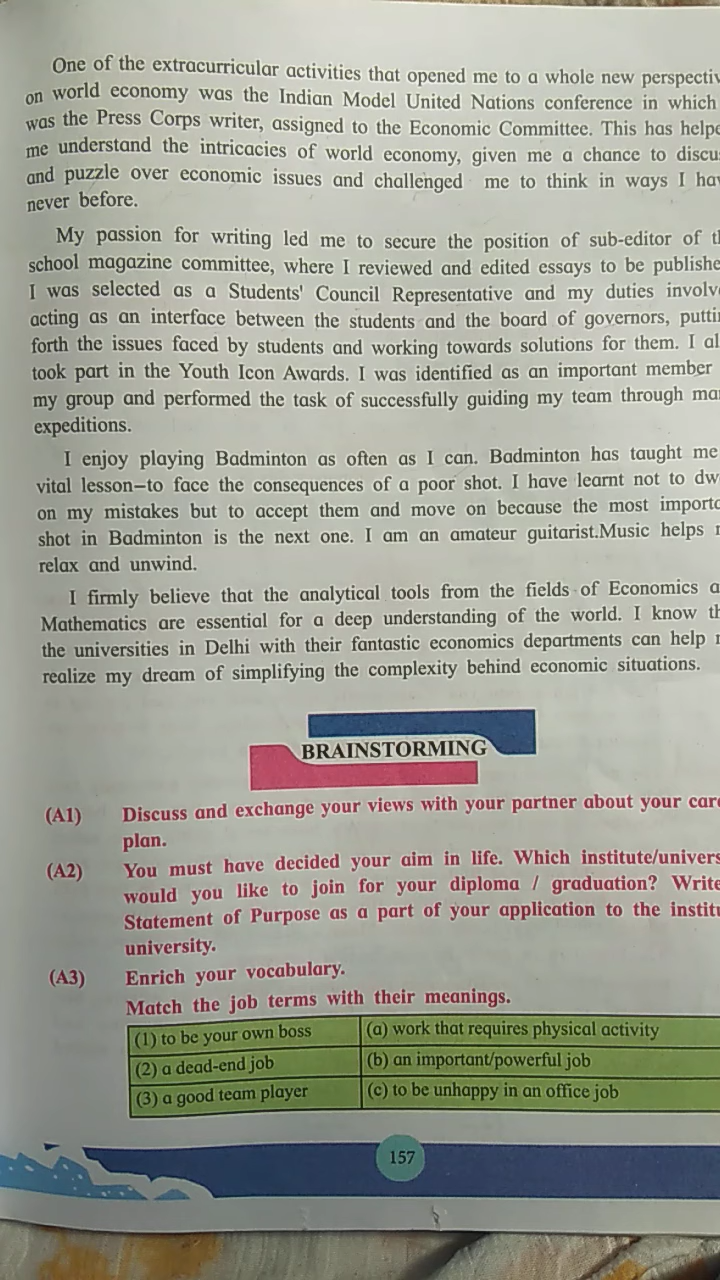 One of the extracurricular activities that opened me to a whole new
on world economy was the Indian Model United Nations conference in which
was the Press Corps writer, assigned to the Economic Committee. This has
me understand the intricacies of world economy, given me a chance to
and puzzle over economic issues and challenged me to think in ways I
never before.
My passion for writing led me to secure the position of sub-editor of
school magazine committee, where I reviewed and edited essays to be
I was selected as a Students' Council Representative and my duties
acting as an interface between the students and the board of governors,
forth the issues faced by students and working towards solutions for them. I
took part in the Youth Icon Awards. I was identified as an important member
my group and performed the task of successfully guiding my team through
expeditions.
I enjoy playing Badminton as often as I can. Badminton has taught me
vital lesson–to face the consequences of a poor shot. I have learnt not to
on my mistakes but to accept them and move on because the most
shot in Badminton is the next one. I am an amateur guitarist.Music helps
relax and unwind.
I firmly believe that the analytical tools from the fields of Economics
Mathematics are essential for a deep understanding of the world. I know
the universities in Delhi with their fantastic economics departments can help
realize my dream of simplifying the complexity behind economic situations.
BRAINSTORMING
(A1) Discuss and exchange your views with your partner about your
plan.
(A2) You must have decided your aim in life. Which
would you like to join for your diploma / graduation? Write
Statement of Purpose as a part of your application to the
university.
(A3) Enrich your vocabulary.
Match the job terms with their meanings.
(1) to be your own boss (a) work that requires physical activity
(2) a dead-end job (b) an important/powerful job
(3) a good team player (c) to be unhappy in an office job
157